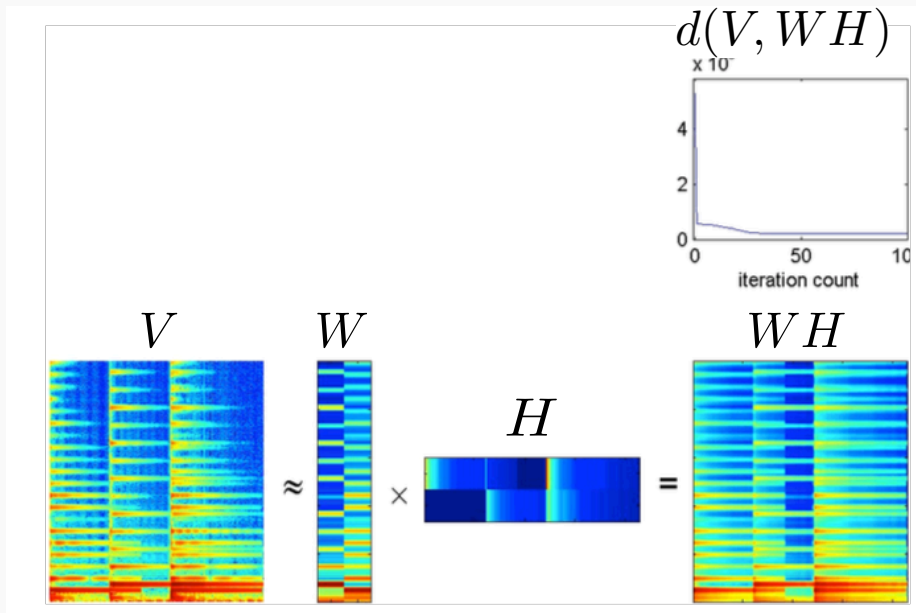 d(V, WH)
x 10
4
2
0
0 50 10
iteration count
V W WH
H
≈ × =